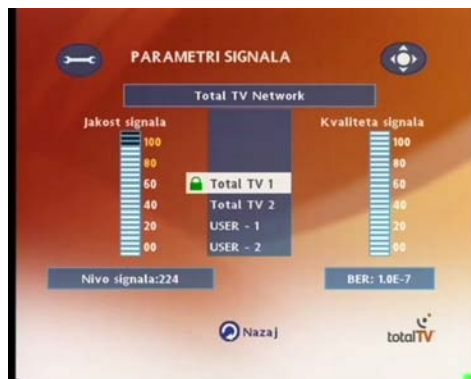 PARAMETRI SIGNALA
Total TV Network
Jakost signala
Kvaliteta signala
100
80
60
40
20
00
Total TV 1
Total TV 2
USER - 1
USER - 2
100
80
60
40
20
00
Nivo signala:224
BER: 1.0E-7
Nazaj
totalTV